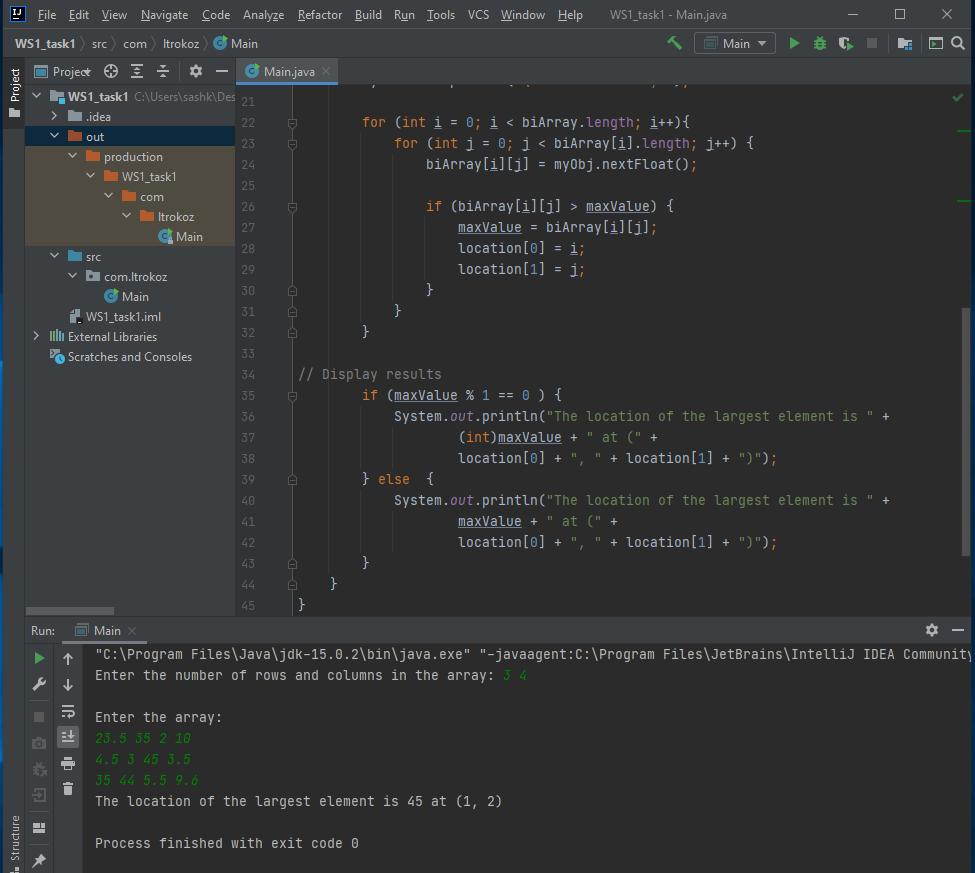 File Edit View Navigate Code Analyze Refactor Build Run Tools VCS Window Help WS1_task1 - Main.java
WS1_task1 src com ltrokoz Main
Main
Project
Project
Main.java
WS1_task1 C:\Users\sashk\Des
.idea
out
production
WS1_task1
com
ltrokoz
Main
src
com.ltrokoz
Main
WS1_task1.iml
External Libraries
Scratches and Consoles
21
22 for (int i = 0; i < biArray.length; i++){
23 for (int j = 0; j < biArray[i].length; j++) {
24 biArray[i][j] = myObj.nextFloat();
25
26 if (biArray[i][j] > maxValue) {
27 maxValue = biArray[i][j];
28 location[0] = i;
29 location[1] = j;
30 }
31 }
32 }
33
34 // Display results
35 if (maxValue % 1 == 0 ) {
36 System.out.println("The location of the largest element is " +
37 (int)maxValue + " at (" +
38 location[0] + ", " + location[1] + ")");
39 } else {
40 System.out.println("The location of the largest element is " +
41 maxValue + " at (" +
42 location[0] + ", " + location[1] + ")");
43 }
44 }
45 }
Run: Main
"C:\Program Files\Java\jdk-15.0.2\bin\java.exe" "-javaagent:C:\Program Files\JetBrains\IntelliJ IDEA Community
Enter the number of rows and columns in the array: 3 4
Enter the array:
23.5 35 2 10
4.5 3 45 3.5
35 44 5.5 9.6
The location of the largest element is 45 at (1, 2)
Process finished with exit code 0
Structure